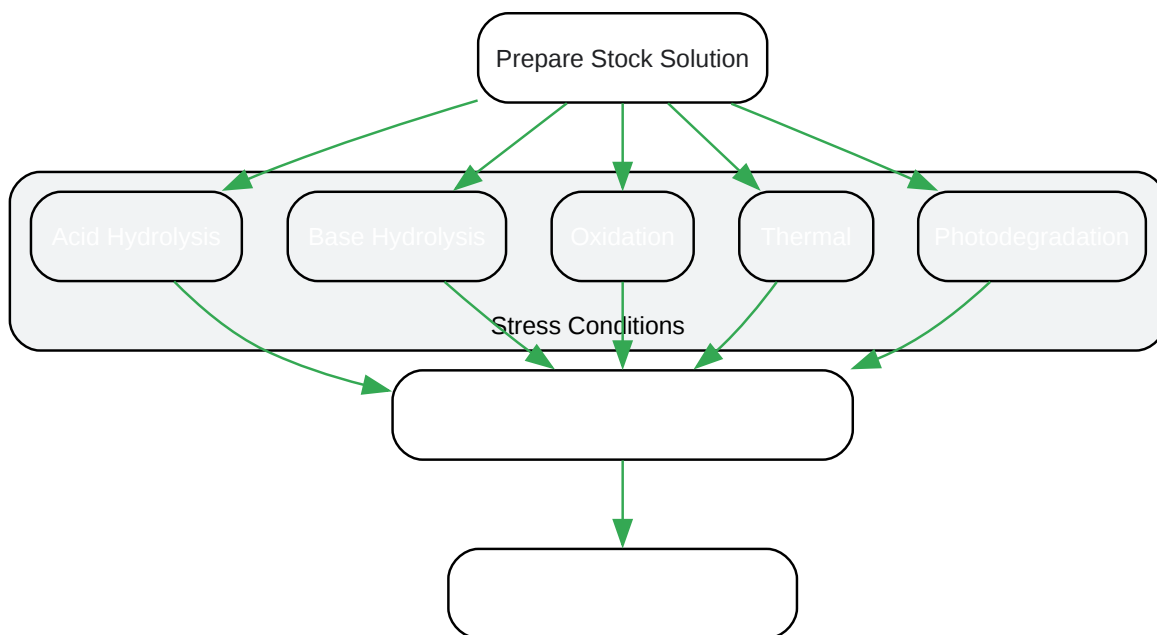 Prepare Stock Solution
Acid Hydrolysis
Base Hydrolysis
Oxidation
Thermal
Photodegradation
Stress Conditions